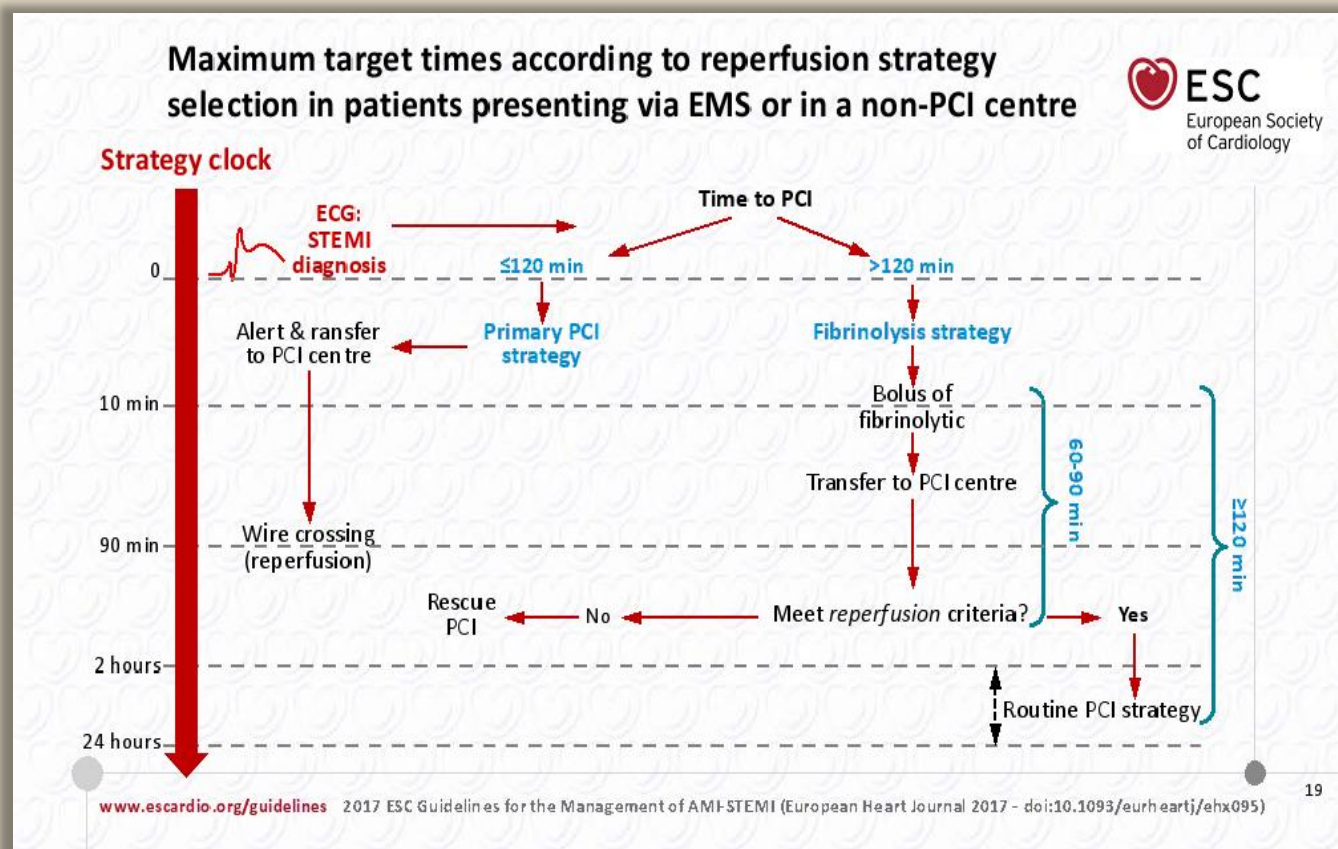 Maximum target times according to reperfusion strategy
selection in patients presenting via EMS or in a non-PCI centre
ESC
European Society
of Cardiology
Strategy clock
Time to PCI
ECG:
STEMI
diagnosis
0
≤120 min
>120 min
Alert & ransfer
to PCI centre
Primary PCI
strategy
Fibrinolysis strategy
10 min
Bolus of
fibrinolytic
60-90 min
≥120 min
Transfer to PCI centre
90 min
Wire crossing
(reperfusion)
Rescue
PCI
No
Meet reperfusion criteria?
Yes
2 hours
Routine PCI strategy
24 hours
19
www.escardio.org/guidelines 2017 ESC Guidelines for the Management of AMI-STEMI (European Heart Journal 2017 - doi:10.1093/eurheartj/ehx095)